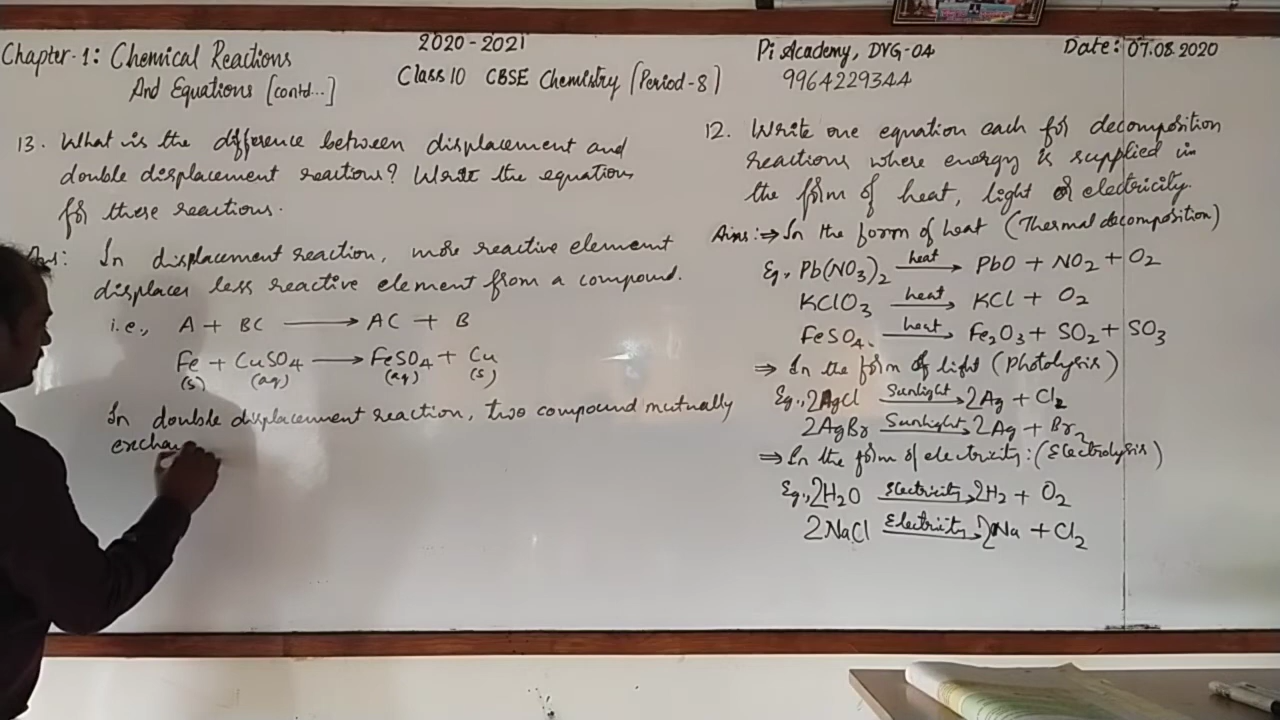 Chapter-1: Chemical Reactions
And Equations [contd...]
2020-2021
Class 10 CBSE Chemistry [Period-8]
Pi Academy, DVG-04
9964229344
Date: 07.08.2020
13. What is the difference between displacement and
double displacement reactions? Write the equations
for these reactions.
Ans: In displacement reaction, more reactive element
displaces less reactive element from a compound.
i.e., A + BC ⟶ AC + B
Fe + CuSO4 ⟶ FeSO4 + Cu
(s) (aq) (aq) (s)
In double displacement reaction, two compound mutually
exchan
12. Write one equation each for decomposition
reactions where energy is supplied in
the form of heat, light or electricity.
Ans: ⇒ In the form of heat (Thermal decomposition)
Eg., Pb(NO3)2 heat⟶ PbO + NO2 + O2
KClO3 heat⟶ KCl + O2
FeSO4 heat⟶ Fe2O3 + SO2 + SO3
⇒ In the form of light (Photolysis)
Eg., 2AgCl Sunlight⟶ 2Ag + Cl2
2AgBr Sunlight⟶ 2Ag + Br2
⇒ In the form of electricity: (Electrolysis)
Eg., 2H2O Electricity⟶ 2H2 + O2
2NaCl Electricity⟶ 2Na + Cl2